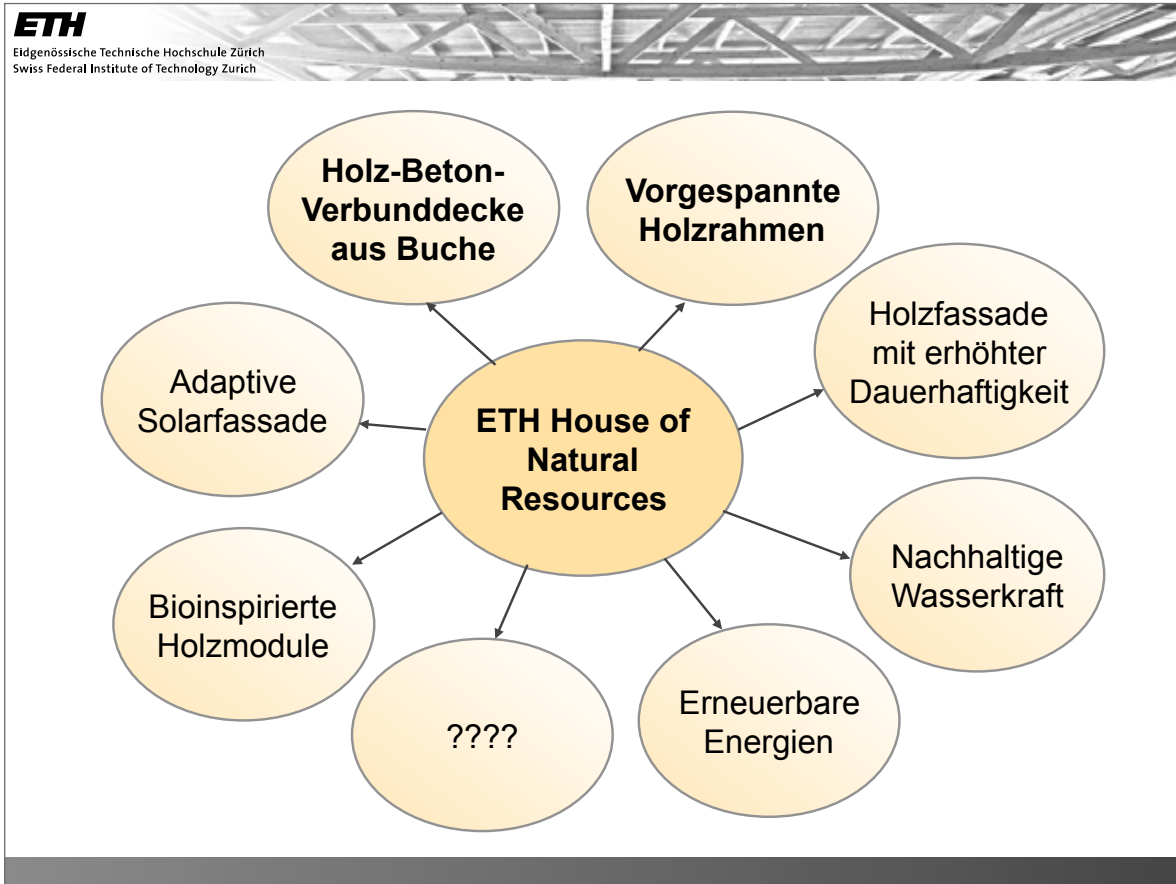 ETH
Eidgenössische Technische Hochschule Zürich
Swiss Federal Institute of Technology Zurich
Holz-Beton-
Verbunddecke
aus Buche
Vorgespannte
Holzrahmen
Holzfassade
mit erhöhter
Dauerhaftigkeit
Adaptive
Solarfassade
ETH House of
Natural
Resources
Nachhaltige
Wasserkraft
Bioinspirierte
Holzmodule
????
Erneuerbare
Energien